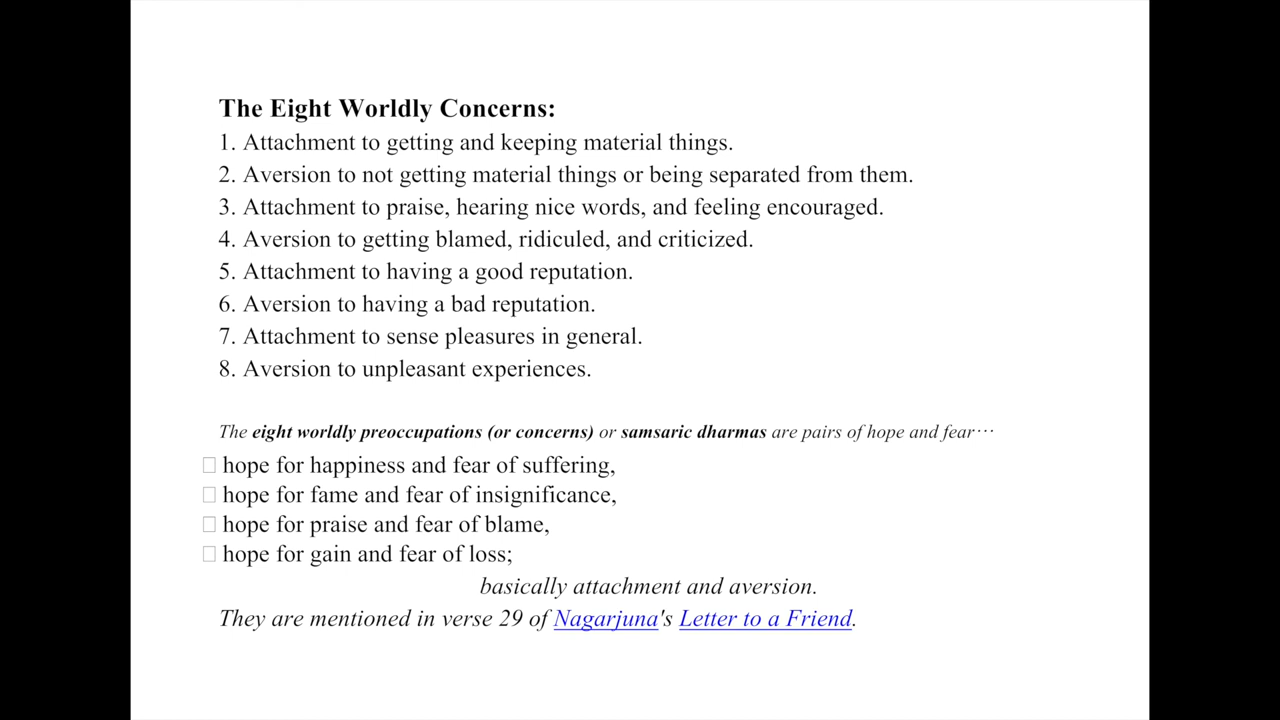 The Eight Worldly Concerns:
1. Attachment to getting and keeping material things.
2. Aversion to not getting material things or being separated from them.
3. Attachment to praise, hearing nice words, and feeling encouraged.
4. Aversion to getting blamed, ridiculed, and criticized.
5. Attachment to having a good reputation.
6. Aversion to having a bad reputation.
7. Attachment to sense pleasures in general.
8. Aversion to unpleasant experiences.
The eight worldly preoccupations (or concerns) or samsaric dharmas are pairs of hope and fear⋯
□ hope for happiness and fear of suffering,
□ hope for fame and fear of insignificance,
□ hope for praise and fear of blame,
□ hope for gain and fear of loss;
basically attachment and aversion.
They are mentioned in verse 29 of Nagarjuna's Letter to a Friend.